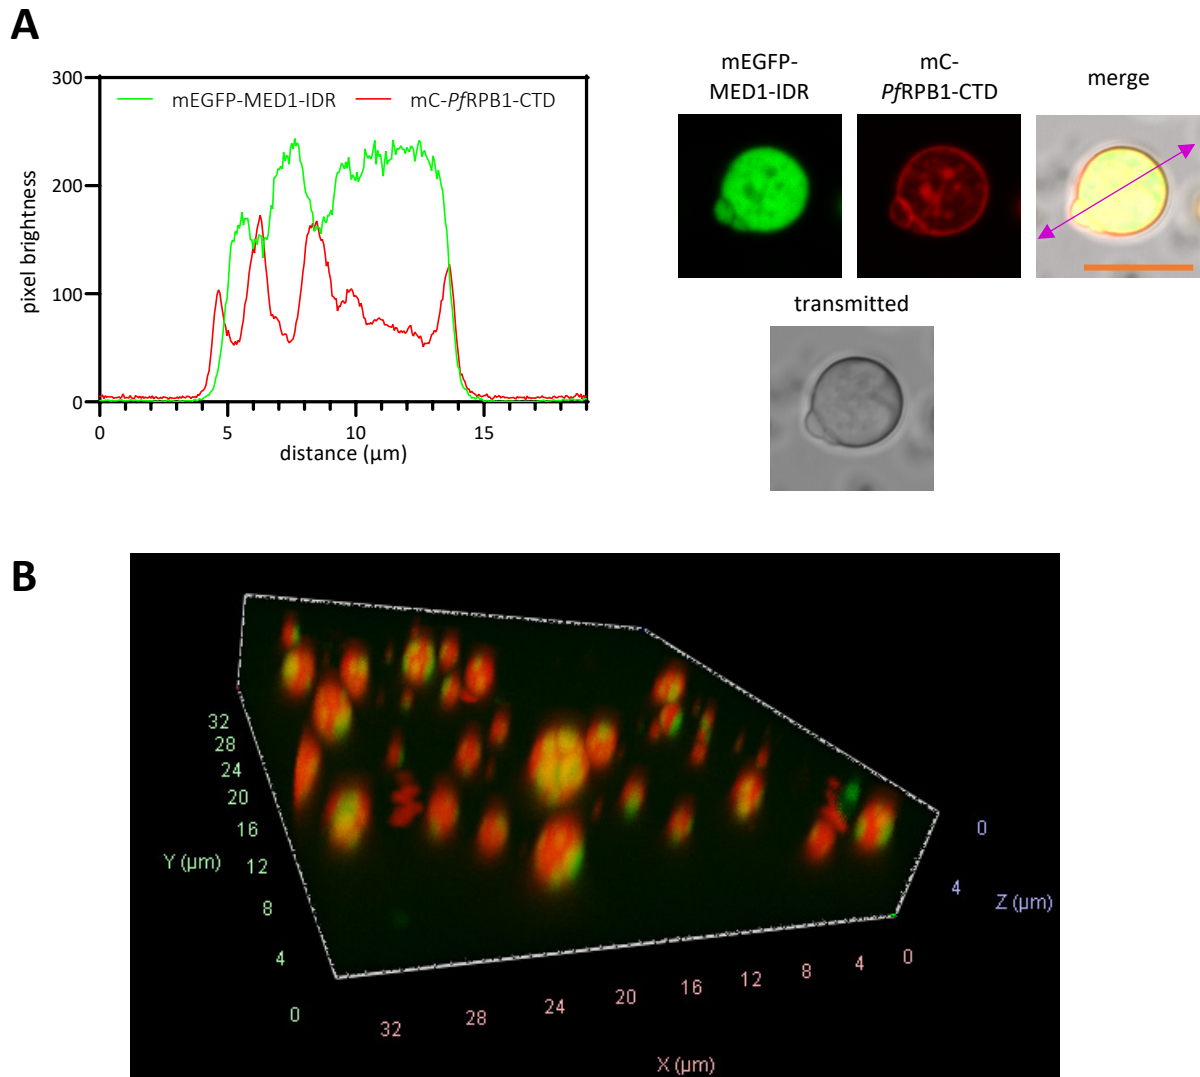 A
300
200
100
0
pixel brightness
mEGFP-MED1-IDR
mC-PfRPB1-CTD
0
5
10
15
distance (µm)
mEGFP-
MED1-IDR
mC-
PfRPB1-CTD
merge
transmitted
B
32
28
24
20
16
Y (µm)
12
8
4
0
32
28
24
20
16
12
8
4
0
X (µm)
0
4
Z (µm)